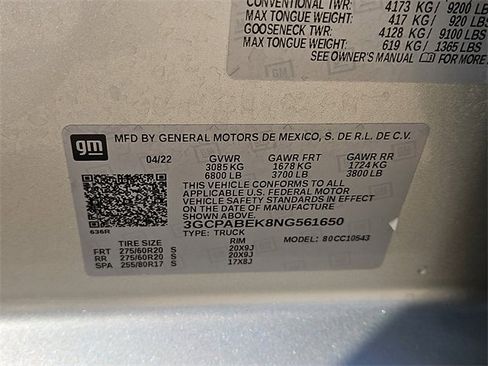 CONVENTIONAL TWR: 4173 KG/ 9200 LB
MAX TONGUE WEIGHT: 417 KG/ 920 LBS
GOOSENECK TWR: 4128 KG/ 9100 LBS
MAX TONGUE WEIGHT: 619 KG/ 1365 LBS
SEE OWNER'S MANUAL FOR MORE
gm
MFD BY GENERAL MOTORS DE MEXICO, S. DE R.L. DE C.V.
04/22 GVWR GAWR FRT GAWR RR
3085 KG 1678 KG 1724 KG
6800 LB 3700 LB 3800 LB
THIS VEHICLE CONFORMS TO ALL
APPLICABLE U.S. FEDERAL MOTOR
VEHICLE SAFETY STANDARDS IN EFFECT
ON THE DATE OF MANUFACTURE SHOWN ABOVE.
3GCPABEK8NG561650
636R TYPE: TRUCK
TIRE SIZE RIM MODEL: 80CC10543
FRT 275/60R20 S 20X9J
RR 275/60R20 S 20X9J
SPA 255/80R17 S 17X8J